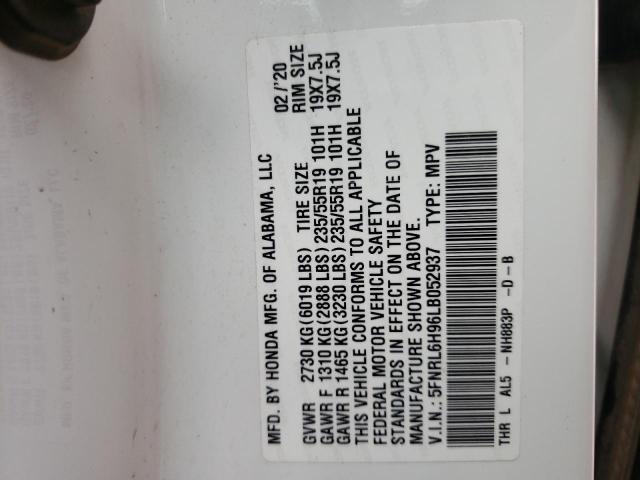 MFD. BY HONDA MFG. OF ALABAMA, LLC 02/'20
GVWR 2730 KG(6019 LBS) TIRE SIZE RIM SIZE
GAWR F 1310 KG(2888 LBS)235/55R19 101H 19X7.5J
GAWR R 1465 KG(3230 LBS)235/55R19 101H 19X7.5J
THIS VEHICLE CONFORMS TO ALL APPLICABLE
FEDERAL MOTOR VEHICLE SAFETY
STANDARDS IN EFFECT ON THE DATE OF
MANUFACTURE SHOWN ABOVE.
V.I.N.: 5FNRL6H96LB052937 TYPE: MPV
THR L AL5 - NH883P -D-B